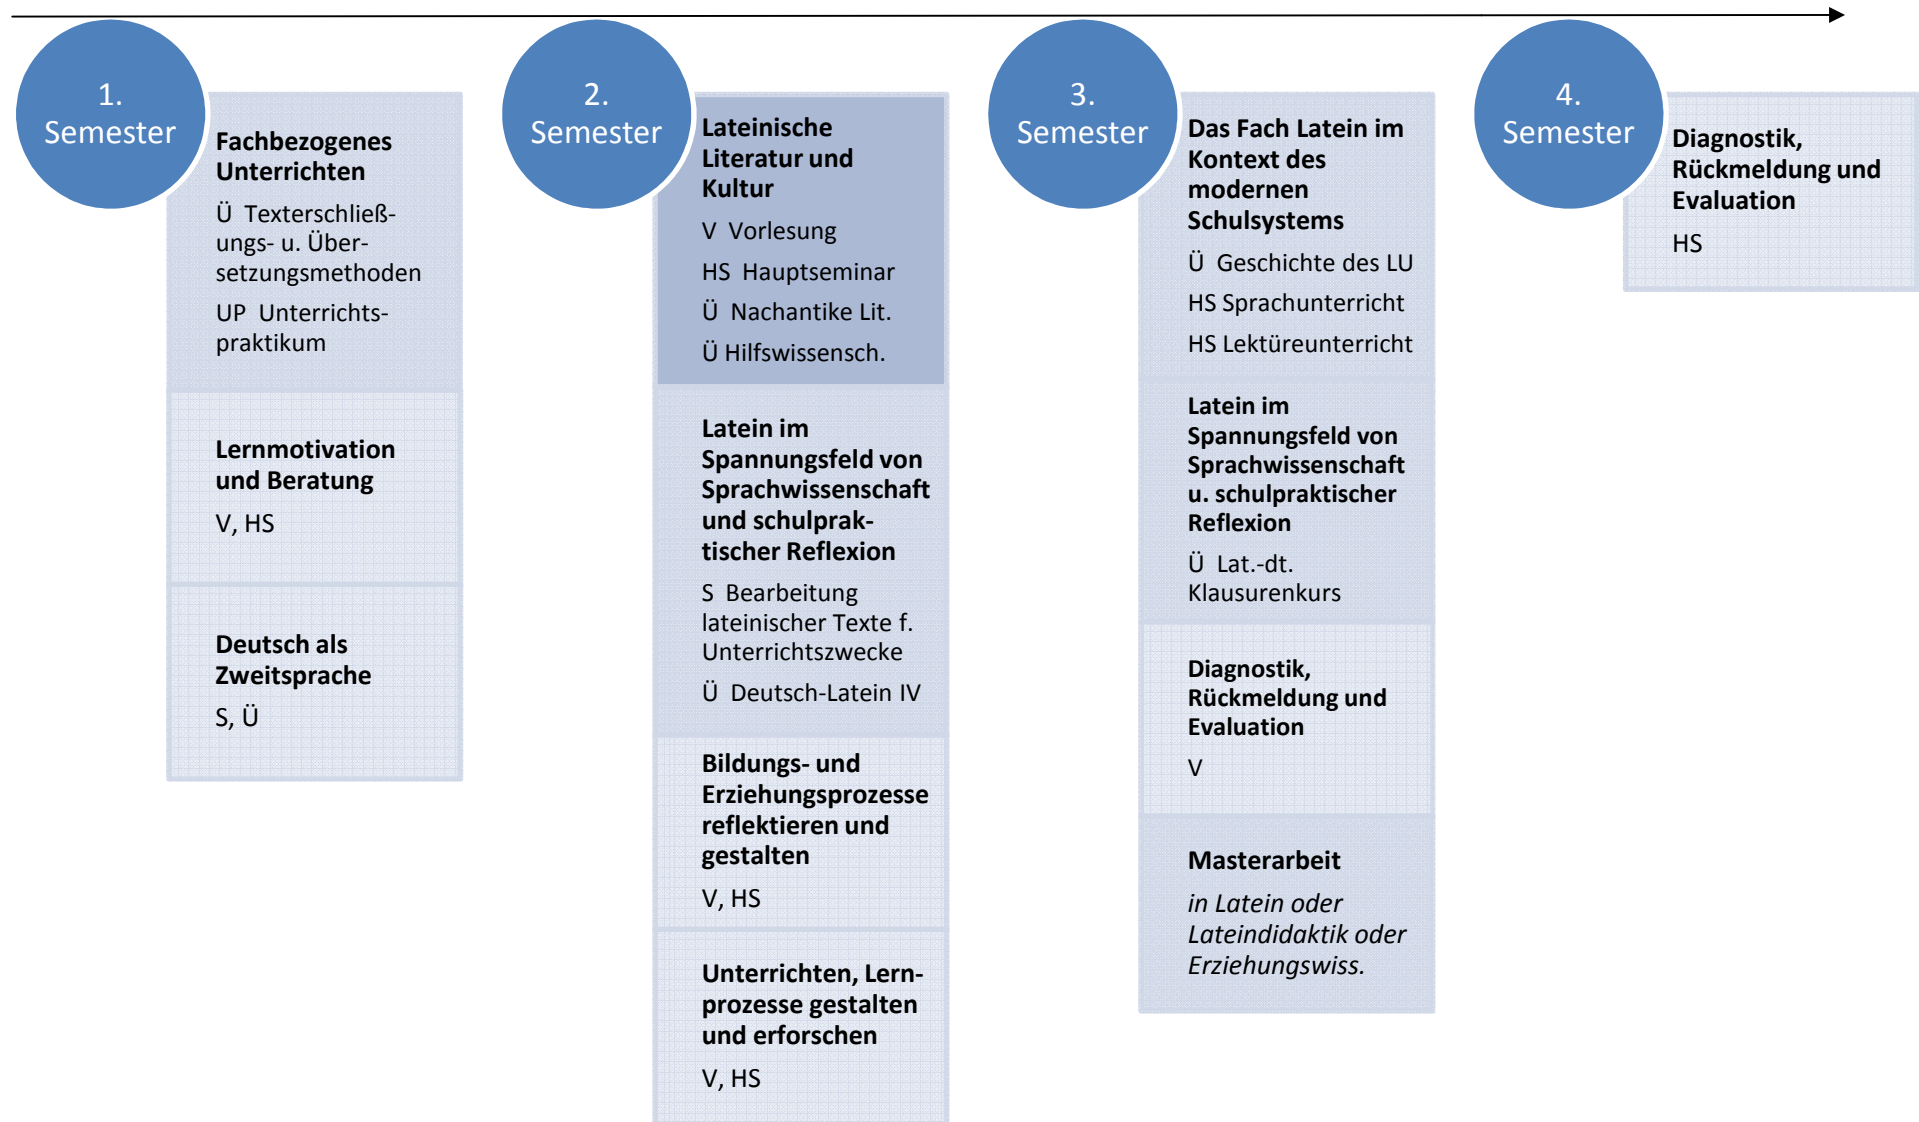 1.
Semester
Fachbezogenes
Unterrichten
Ü Texterschließ-
ungs- u. Über-
setzungsmethoden
UP Unterrichts-
praktikum
Lernmotivation
und Beratung
V, HS
Deutsch als
Zweitsprache
S, Ü
2.
Semester
Lateinische
Literatur und
Kultur
V Vorlesung
HS Hauptseminar
Ü Nachantike Lit.
Ü Hilfswissensch.
Latein im
Spannungsfeld von
Sprachwissenschaft
und schulprak-
tischer Reflexion
S Bearbeitung
lateinischer Texte f.
Unterrichtszwecke
Ü Deutsch-Latein IV
Bildungs- und
Erziehungsprozesse
reflektieren und
gestalten
V, HS
Unterrichten, Lern-
prozesse gestalten
und erforschen
V, HS
3.
Semester
Das Fach Latein im
Kontext des
modernen
Schulsystems
Ü Geschichte des LU
HS Sprachunterricht
HS Lektüreunterricht
Latein im
Spannungsfeld von
Sprachwissenschaft
u. schulpraktischer
Reflexion
Ü Lat.-dt.
Klausurenkurs
Diagnostik,
Rückmeldung und
Evaluation
V
Masterarbeit
in Latein oder
Lateindidaktik oder
Erziehungswiss.
4.
Semester
Diagnostik,
Rückmeldung und
Evaluation
HS